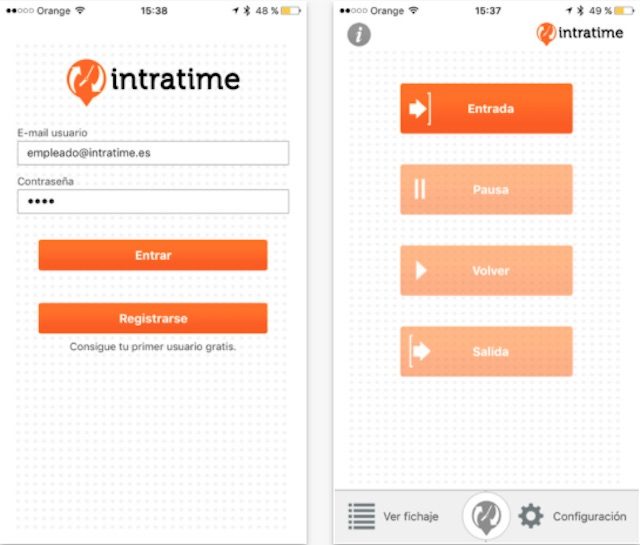 Orange 15:38 48 %
intratime
E-mail usuario
empleado@intratime.es
Contraseña
Entrar
Registrarse
Consigue tu primer usuario gratis.
Orange 15:37 49 %
i intratime
Entrada
Pausa
Volver
Salida
Ver fichaje Configuración